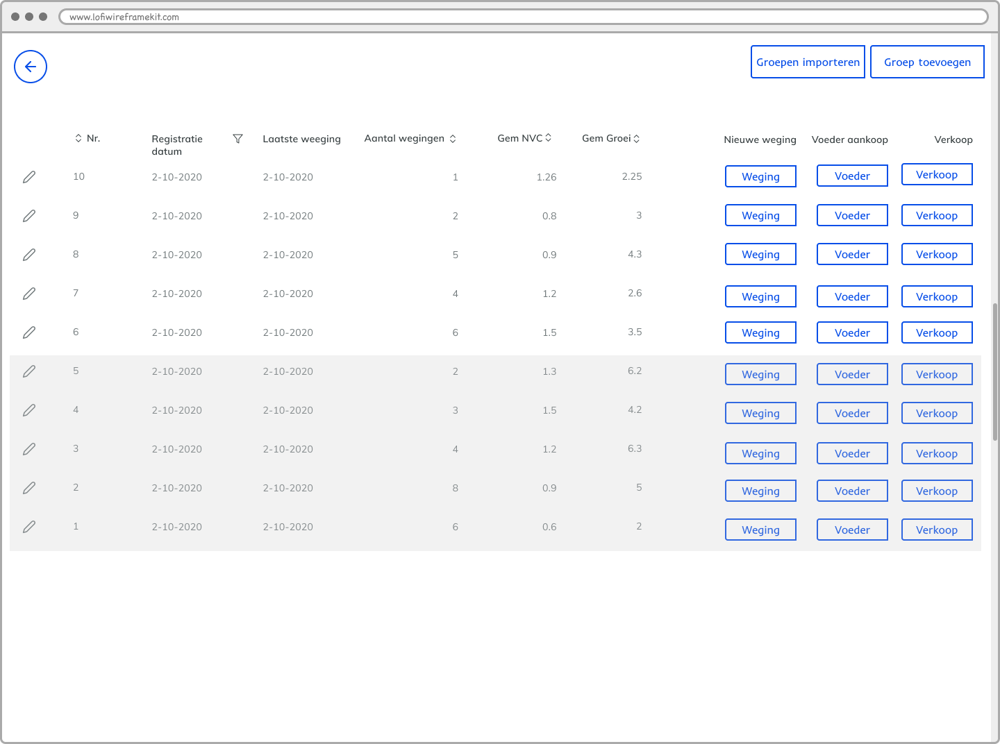 www.lofiwireframekit.com
Groepen importeren Groep toevoegen
Nr. Registratie datum Laatste weeging Aantal wegingen Gem NVC Gem Groei Nieuwe weging Voeder aankoop Verkoop
10 2-10-2020 2-10-2020 1 1.26 2.25 Weging Voeder Verkoop
9 2-10-2020 2-10-2020 2 0.8 3 Weging Voeder Verkoop
8 2-10-2020 2-10-2020 5 0.9 4.3 Weging Voeder Verkoop
7 2-10-2020 2-10-2020 4 1.2 2.6 Weging Voeder Verkoop
6 2-10-2020 2-10-2020 6 1.5 3.5 Weging Voeder Verkoop
5 2-10-2020 2-10-2020 2 1.3 6.2 Weging Voeder Verkoop
4 2-10-2020 2-10-2020 3 1.5 4.2 Weging Voeder Verkoop
3 2-10-2020 2-10-2020 4 1.2 6.3 Weging Voeder Verkoop
2 2-10-2020 2-10-2020 8 0.9 5 Weging Voeder Verkoop
1 2-10-2020 2-10-2020 6 0.6 2 Weging Voeder Verkoop